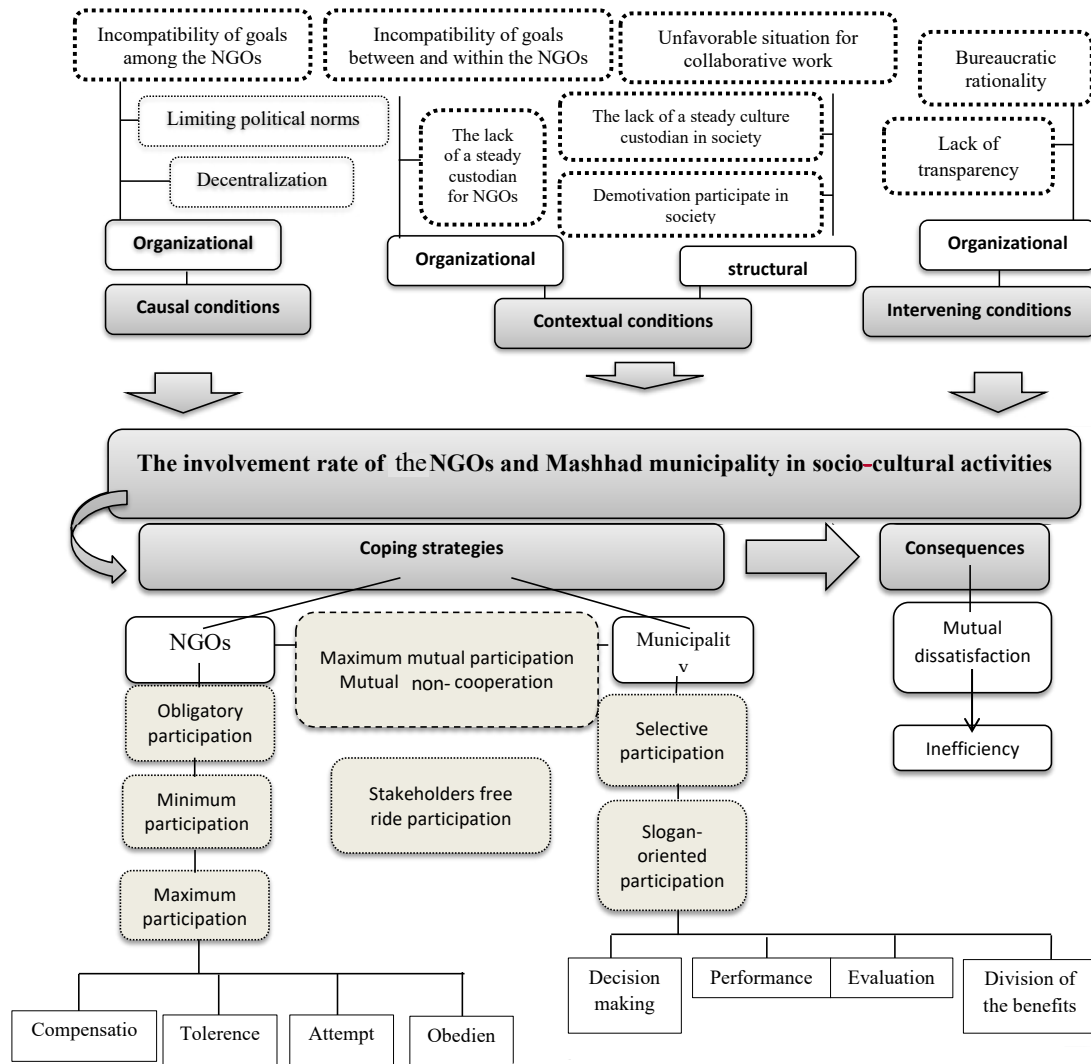 Incompatibility of goals
among the NGOs
Incompatibility of goals
between and within the NGOs
Unfavorable situation for
collaborative work
Bureaucratic
rationality
Limiting political norms
Decentralization
The lack
of a steady
custodian
for NGOs
The lack of a steady culture
custodian in society
Demotivation participate in
society
Lack of
transparency
Organizational
Organizational
structural
Organizational
Causal conditions
Contextual conditions
Intervening conditions
The involvement rate of the NGOs and Mashhad municipality in socio-cultural activities
Coping strategies
Consequences
NGOs
Maximum mutual participation
Mutual non-cooperation
Municipalit
v
Mutual
dissatisfaction
Obligatory
participation
Selective
participation
Inefficiency
Minimum
participation
Stakeholders free
ride participation
Slogan-
oriented
participation
Maximum
participation
Decision
making
Performance
Evaluation
Division of
the benefits
Compensatio
Tolerence
Attempt
Obedien